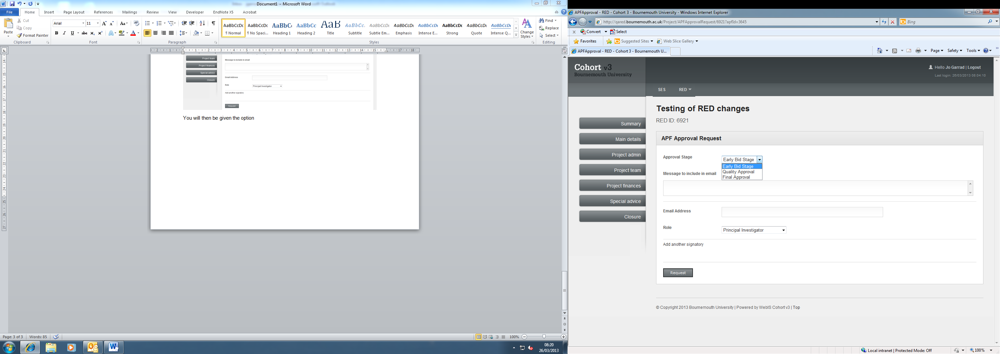 Document1 - Microsoft Word
File Home Insert Page Layout References Mailings Review View Developer EndNote X5 Acrobat
Paste
Cut
Copy
Format Painter
Clipboard
Arial 11
Font
Paragraph
AaBbCcDc AaBbCcDc AaBbC AaBbCc AaB AaBbCc. AaBbCcDc AaBbCcDc AaBbCcDc AaBbCcDc AaBbCcDc AaBbCcDc
¶ Normal ¶ No Spaci... Heading 1 Heading 2 Title Subtitle Subtle Em... Emphasis Intense E... Strong Quote Intense Q...
Styles
Change Styles
Find
Replace
Select
Editing
Project team
Project finances
Special advice
Closure
Message to include in email
Email Address
Role
Principal Investigator
Add another signatory
Request
You will then be given the option
Page: 3 of 3 Words: 85
100%
08:20
26/03/2013
APFApproval - RED - Cohort 3 - Bournemouth University - Windows Internet Explorer
http://qared.bournemouth.ac.uk/Project/APFApprovalRequest/6921?apfId=3645
Bing
x Convert Select
Favorites Suggested Sites Web Slice Gallery
APFApproval - RED - Cohort 3 - Bournemouth U...
Page Safety Tools
Cohort v3
Bournemouth University
Hello Jo Garrad | Logout
Last login: 26/03/2013 08:04:10
SES RED
Summary
Main details
Project admin
Project team
Project finances
Special advice
Closure
Testing of RED changes
RED ID: 6921
APF Approval Request
Approval Stage
Early Bid Stage
Early Bid Stage
Quality Approval
Final Approval
Message to include in email
Email Address
Role
Principal Investigator
Add another signatory
Request
© Copyright 2013 Bournemouth University | Powered by WebIS Cohort v3 | Top
Local intranet | Protected Mode: Off
100%